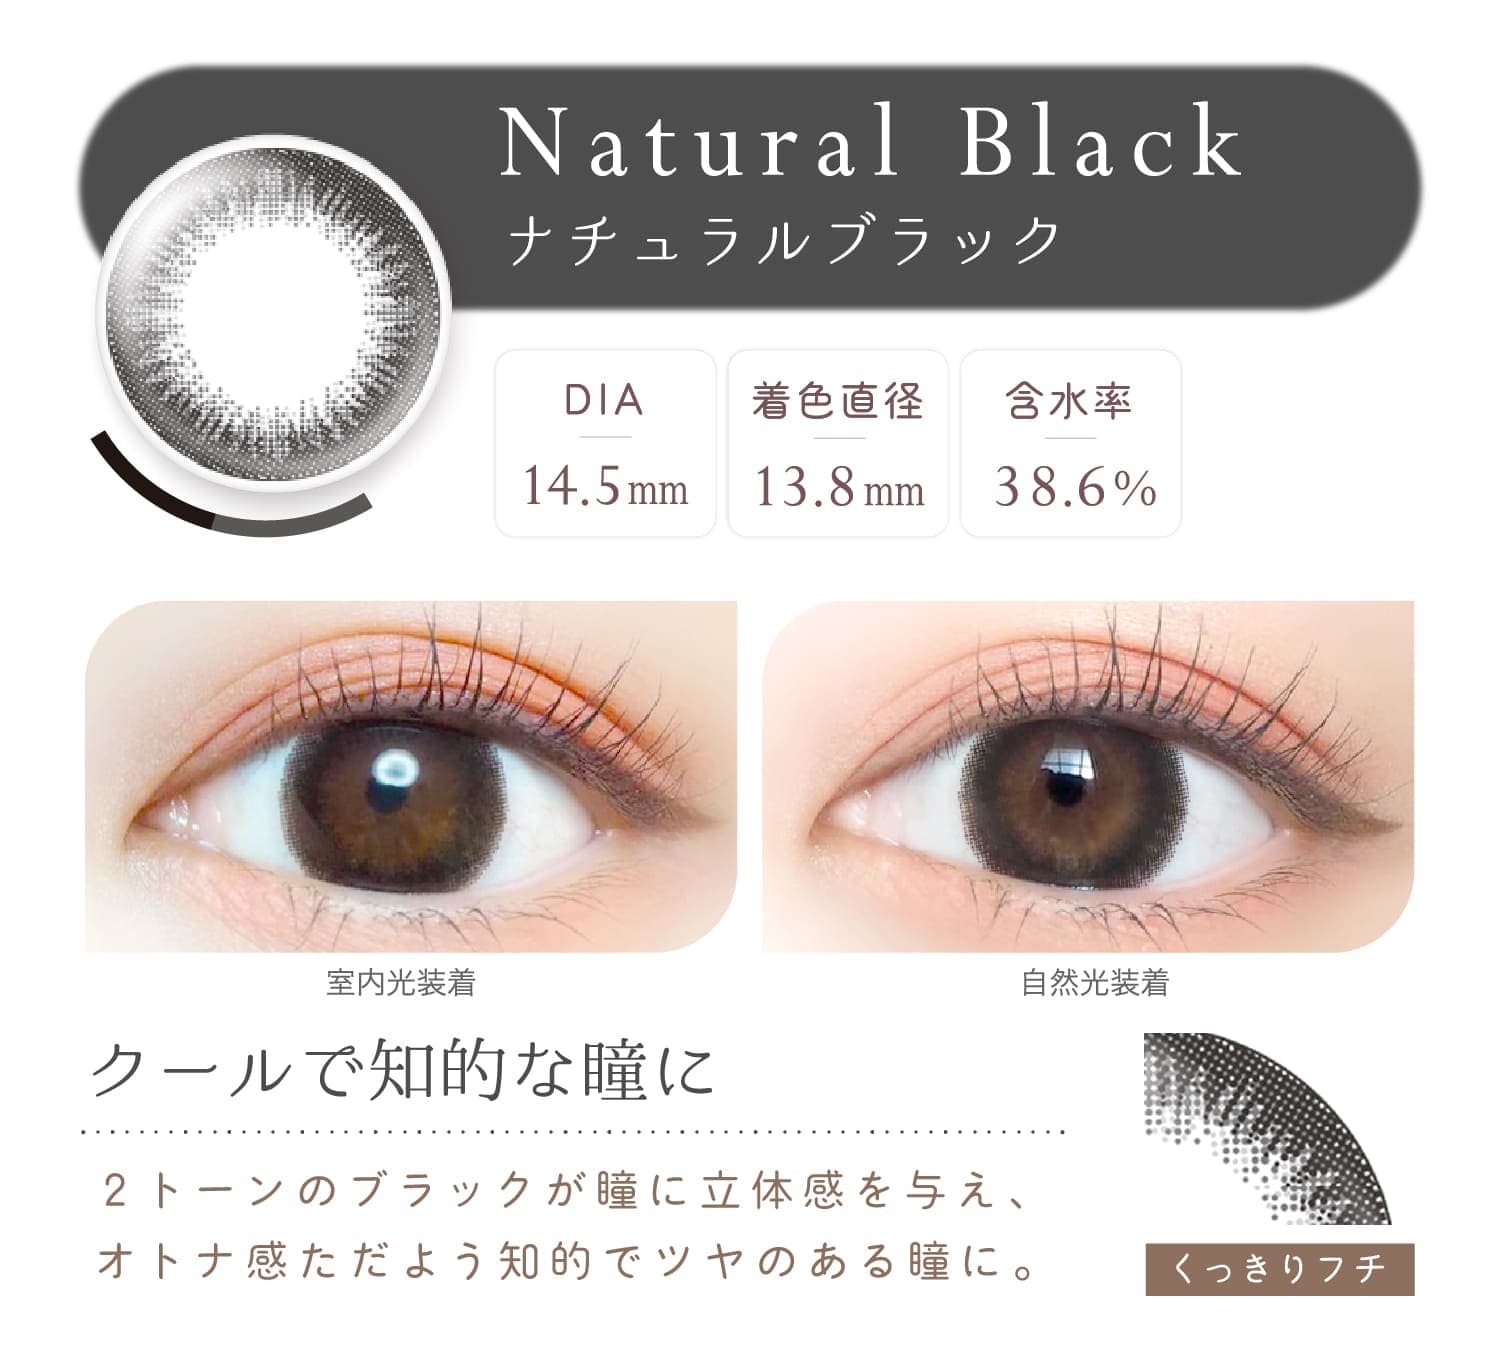 Natural Black
ナチュラルブラック
DIA
14.5mm
着色直径
13.8mm
含水率
38.6%
室内光装着
自然光装着
クールで知的な瞳に
2トーンのブラックが瞳に立体感を与え、
オトナ感ただよう知的でツヤのある瞳に。
くっきりフチ